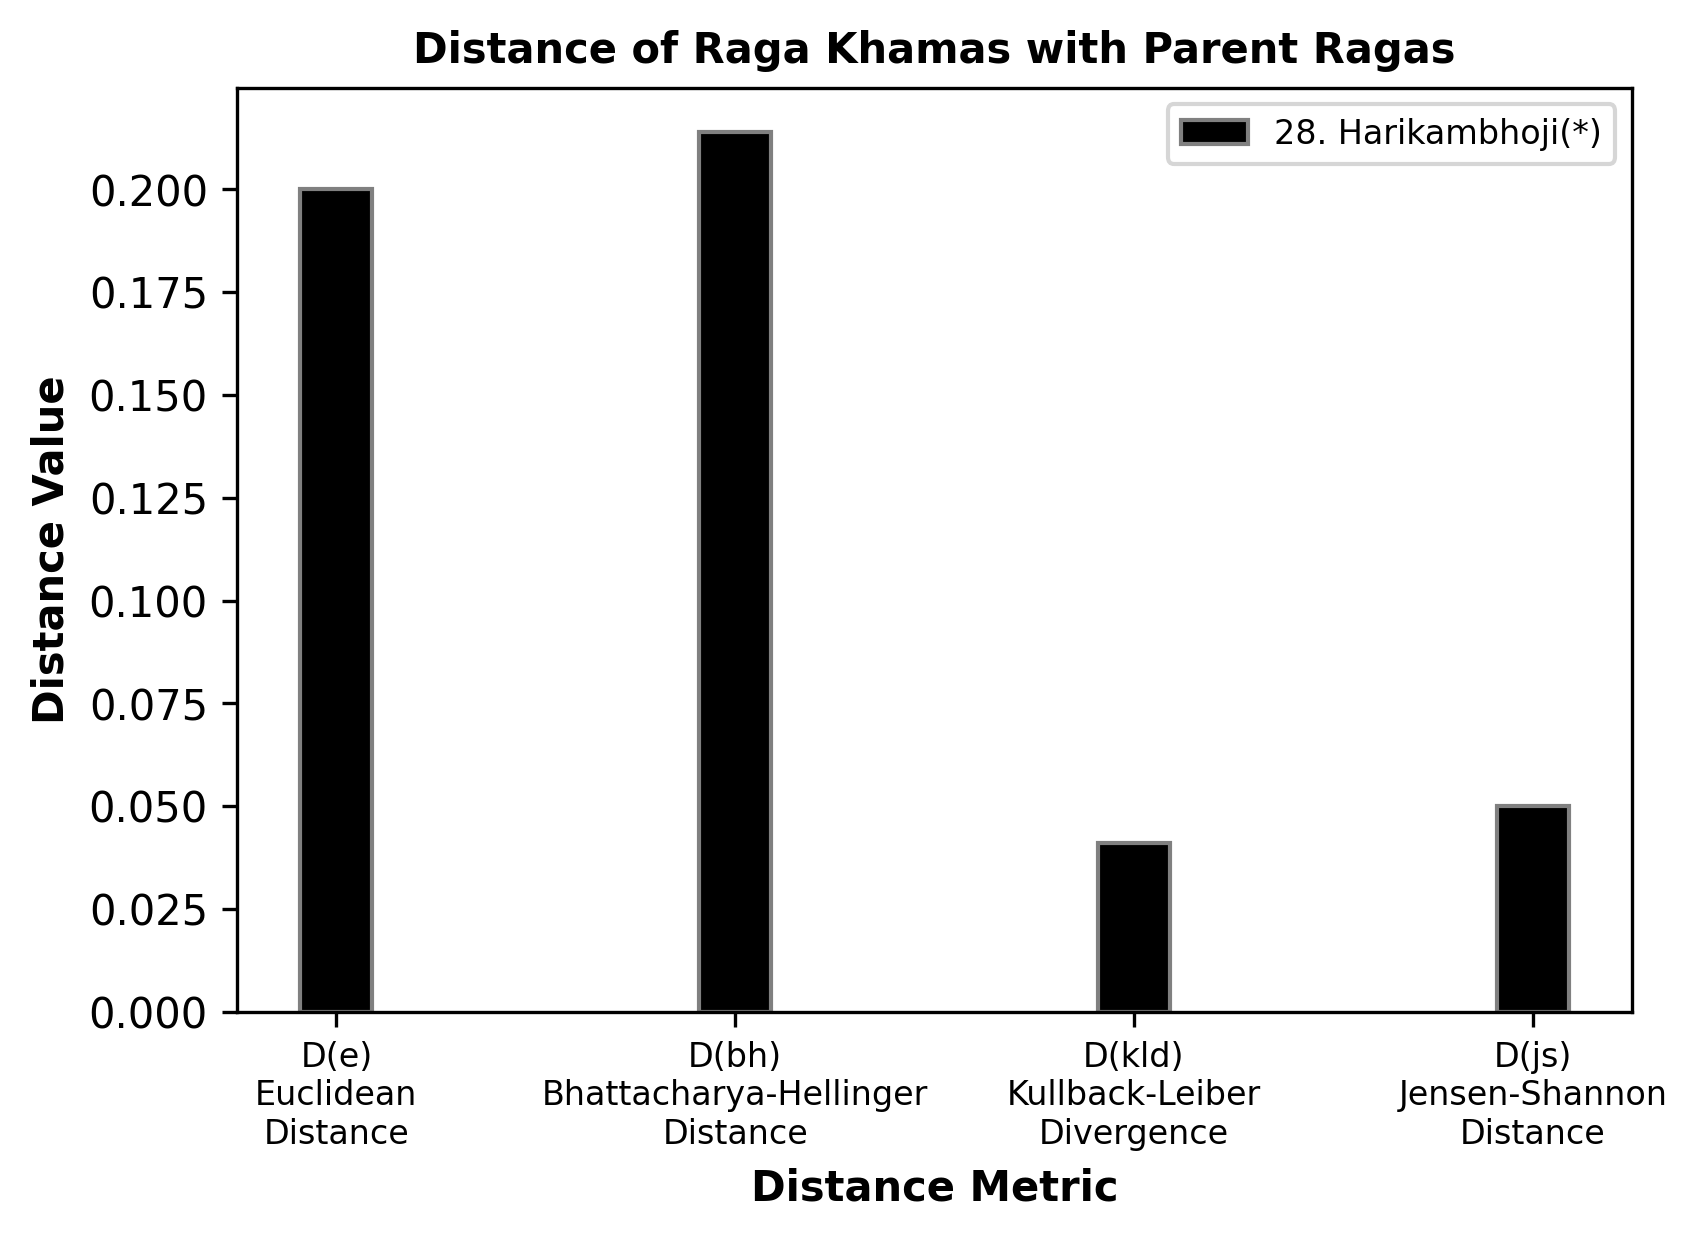 Distance of Raga Khamas with Parent Ragas
28. Harikambhoji(*)
Distance Value
0.200
0.175
0.150
0.125
0.100
0.075
0.050
0.025
0.000
D(e)
Euclidean
Distance
D(bh)
Bhattacharya-Hellinger
Distance
D(kld)
Kullback-Leiber
Divergence
D(js)
Jensen-Shannon
Distance
Distance Metric